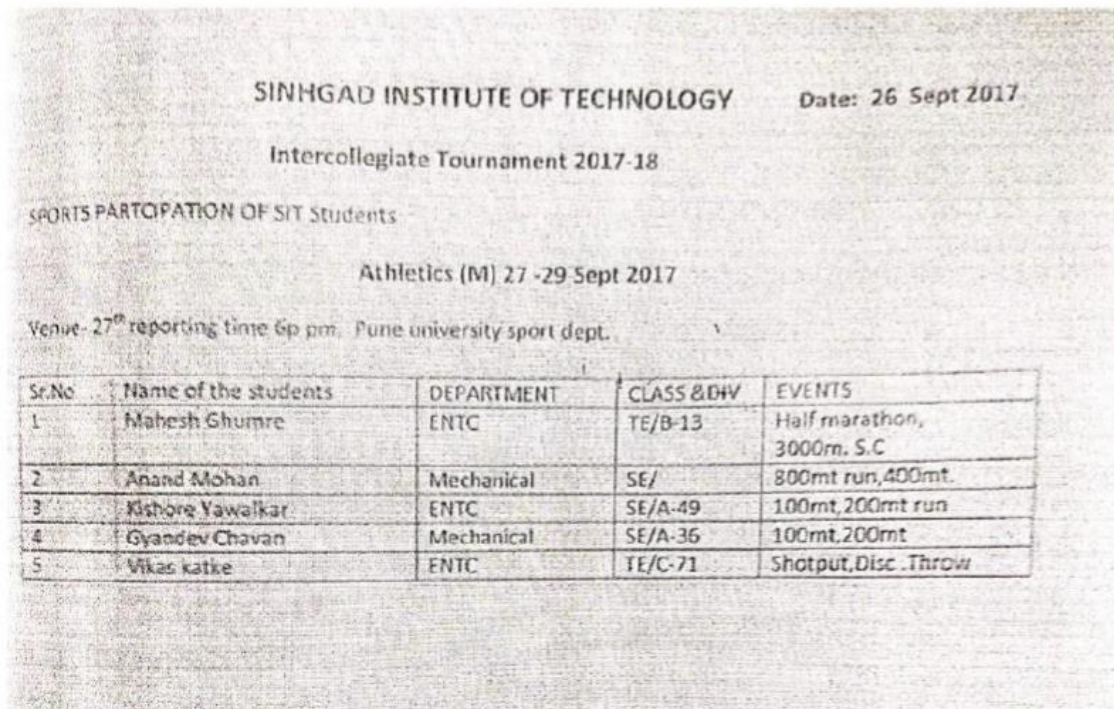 SINHGAD INSTITUTE OF TECHNOLOGY Date: 26 Sept 2017
Intercollegiate Tournament 2017-18
SPORTS PARTCIPATION OF SIT Students
Athletics (M) 27 -29 Sept 2017
Venue- 27th reporting time 6p pm. Pune university sport dept.
Sr.No Name of the students DEPARTMENT CLASS &DIV EVENTS
1 Mahesh Ghumre ENTC TE/B-13 Half marathon,
3000m. S.C
2 Anand Mohan Mechanical SE/ 800mt run,400mt.
3 Kishore Yawalkar ENTC SE/A-49 100mt,200mt run
4 Gyandev Chavan Mechanical SE/A-36 100mt,200mt
5 Vikas katke ENTC TE/C-71 Shotput,Disc .Throw